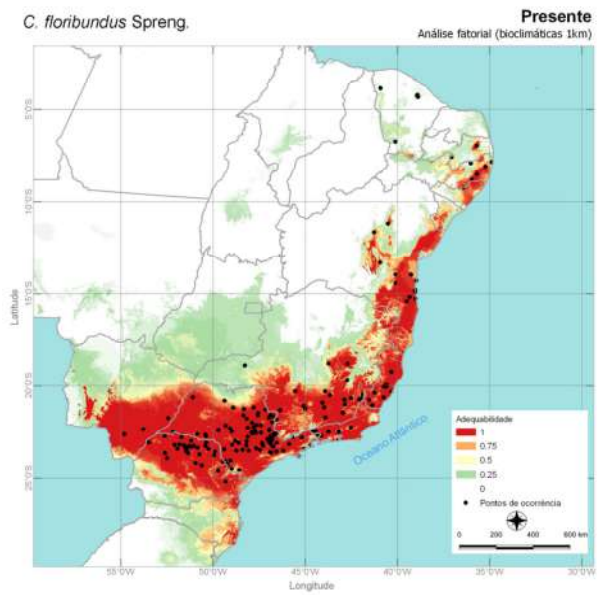 C. floribundus Spreng.
Presente
Análise fatorial (bioclimáticas 1km)
5°0'S
10°0'S
15°0'S
20°0'S
25°0'S
Latitude
Oceano Atlântico
Adequabilidade
1
0.75
0.5
0.25
0
Pontos de ocorrência
0 200 400 600 km
55°0'W 50°0'W 45°0'W 40°0'W 35°0'W 30°0'W
Longitude